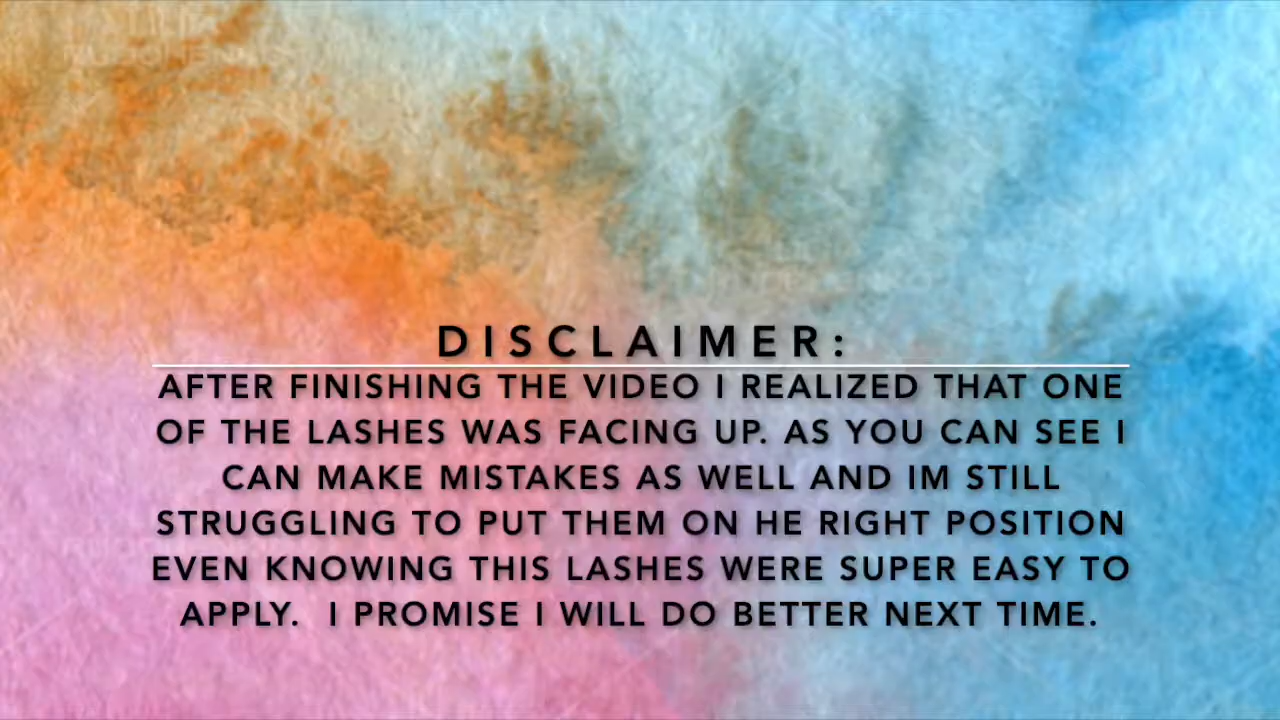 DISCLAIMER:
AFTER FINISHING THE VIDEO I REALIZED THAT ONE
OF THE LASHES WAS FACING UP. AS YOU CAN SEE I
CAN MAKE MISTAKES AS WELL AND IM STILL
STRUGGLING TO PUT THEM ON HE RIGHT POSITION
EVEN KNOWING THIS LASHES WERE SUPER EASY TO
APPLY. I PROMISE I WILL DO BETTER NEXT TIME.